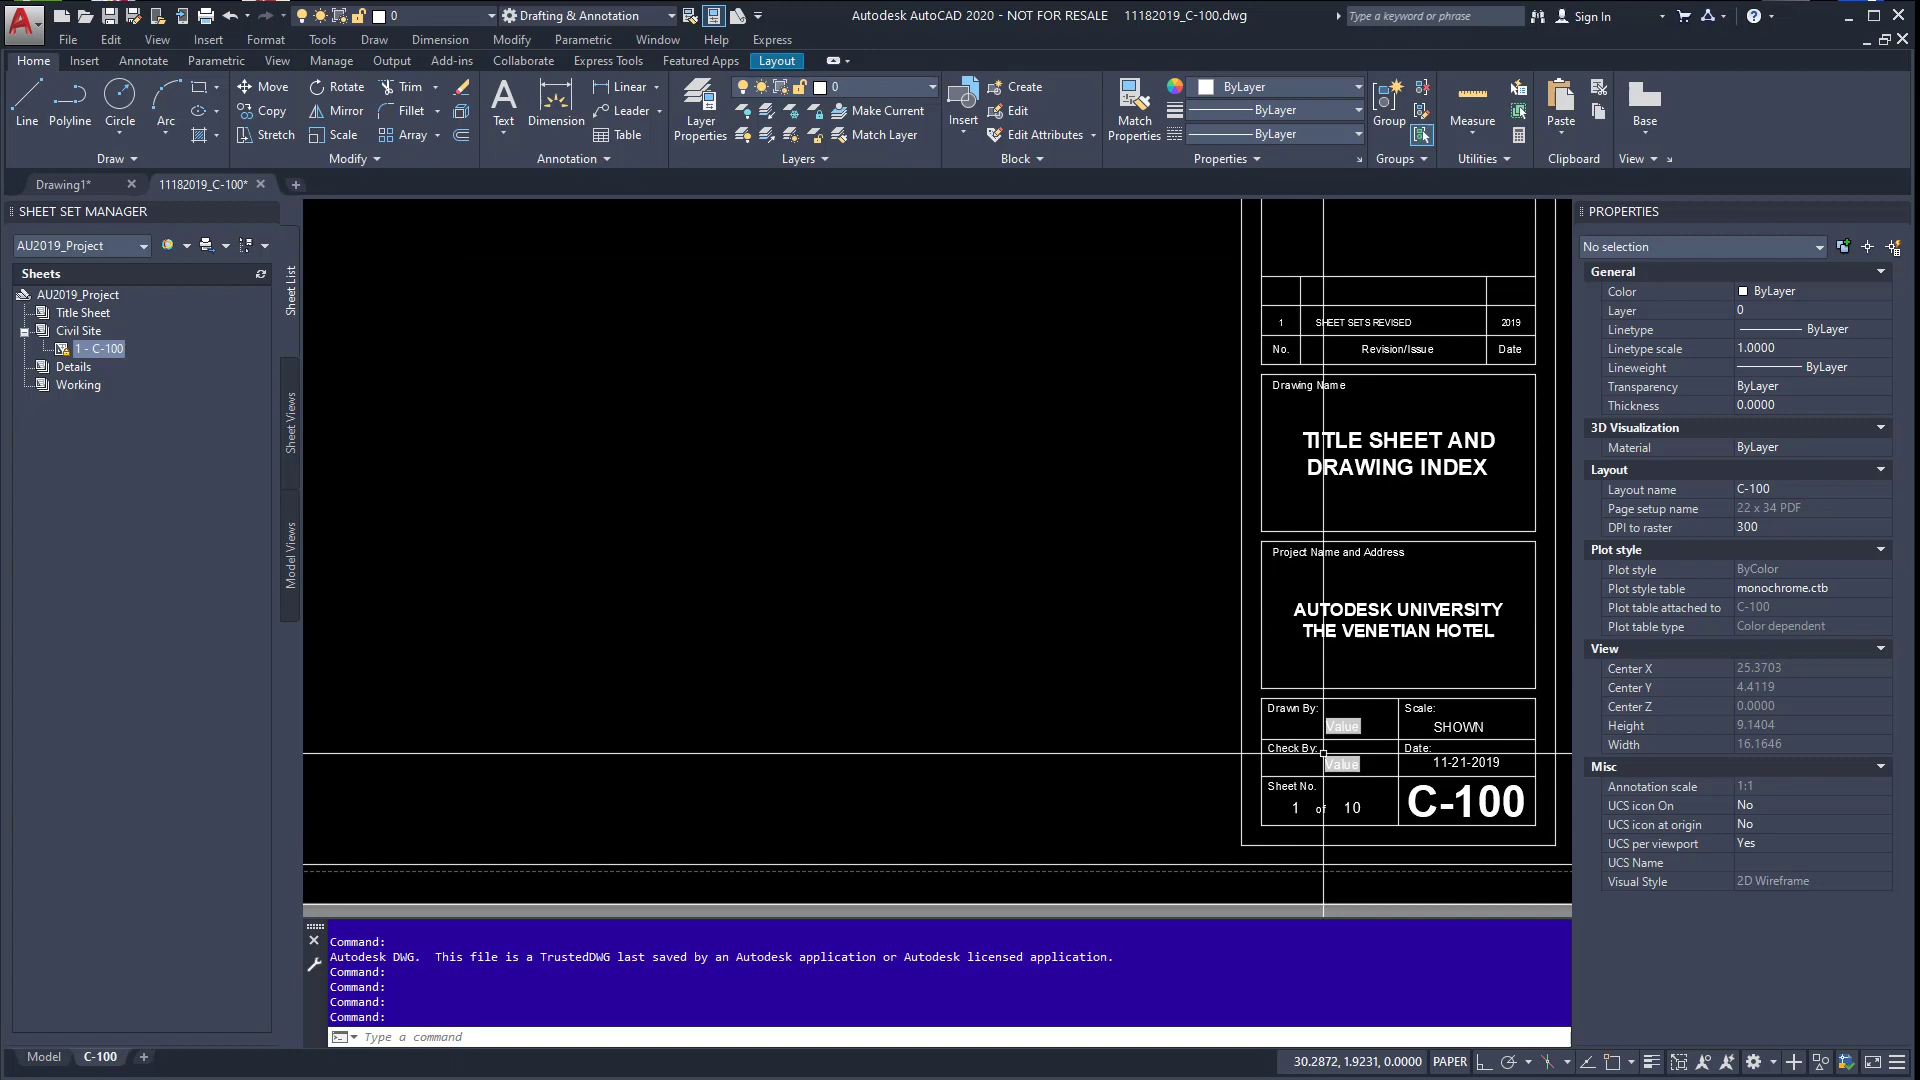 0
Drafting & Annotation
Autodesk AutoCAD 2020 - NOT FOR RESALE 11182019_C-100.dwg
Type a keyword or phrase
Sign In
File Edit View Insert Format Tools Draw Dimension Modify Parametric Window Help Express
Home Insert Annotate Parametric View Manage Output Add-ins Collaborate Express Tools Featured Apps Layout
Line
Polyline
Circle
Arc
Draw
Move
Copy
Stretch
Rotate
Mirror
Scale
Trim
Fillet
Array
Modify
Text
Dimension
Linear
Leader
Table
Annotation
Layer
Properties
0
Make Current
Match Layer
Layers
Insert
Create
Edit
Edit Attributes
Block
Match
Properties
ByLayer
ByLayer
ByLayer
Properties
Group
Groups
Measure
Utilities
Paste
Clipboard
Base
View
Drawing1*
11182019_C-100*
SHEET SET MANAGER
AU2019_Project
Sheets
AU2019_Project
Title Sheet
Civil Site
1 - C-100
Details
Working
Sheet List
Sheet Views
Model Views
1 SHEET SETS REVISED 2019
No. Revision/Issue Date
Drawing Name
TITLE SHEET AND
DRAWING INDEX
Project Name and Address
AUTODESK UNIVERSITY
THE VENETIAN HOTEL
Drawn By:
Value
Scale:
SHOWN
Check By:
Value
Date:
11-21-2019
Sheet No.
1 of 10
C-100
PROPERTIES
No selection
General
Color ByLayer
Layer 0
Linetype ByLayer
Linetype scale 1.0000
Lineweight ByLayer
Transparency ByLayer
Thickness 0.0000
3D Visualization
Material ByLayer
Layout
Layout name C-100
Page setup name 22 x 34 PDF
DPI to raster 300
Plot style
Plot style ByColor
Plot style table monochrome.ctb
Plot table attached to C-100
Plot table type Color dependent
View
Center X 25.3703
Center Y 4.4119
Center Z 0.0000
Height 9.1404
Width 16.1646
Misc
Annotation scale 1:1
UCS icon On No
UCS icon at origin No
UCS per viewport Yes
UCS Name
Visual Style 2D Wireframe
Command:
Autodesk DWG. This file is a TrustedDWG last saved by an Autodesk application or Autodesk licensed application.
Command:
Command:
Command:
Command:
Type a command
Model C-100
30.2872, 1.9231, 0.0000 PAPER